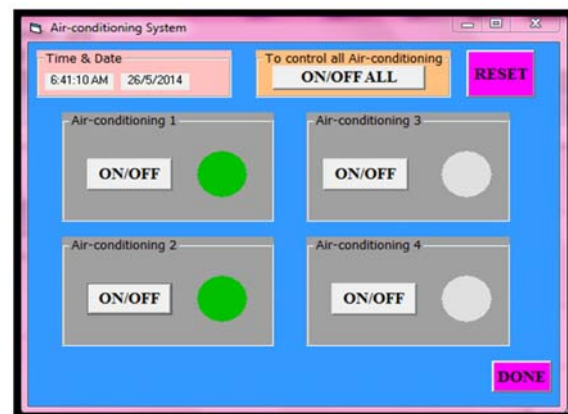 Air-conditioning System
Time & Date
6:41:10 AM 26/5/2014
To control all Air-conditioning
ON/OFF ALL
RESET
Air-conditioning 1
ON/OFF
Air-conditioning 3
ON/OFF
Air-conditioning 2
ON/OFF
Air-conditioning 4
ON/OFF
DONE